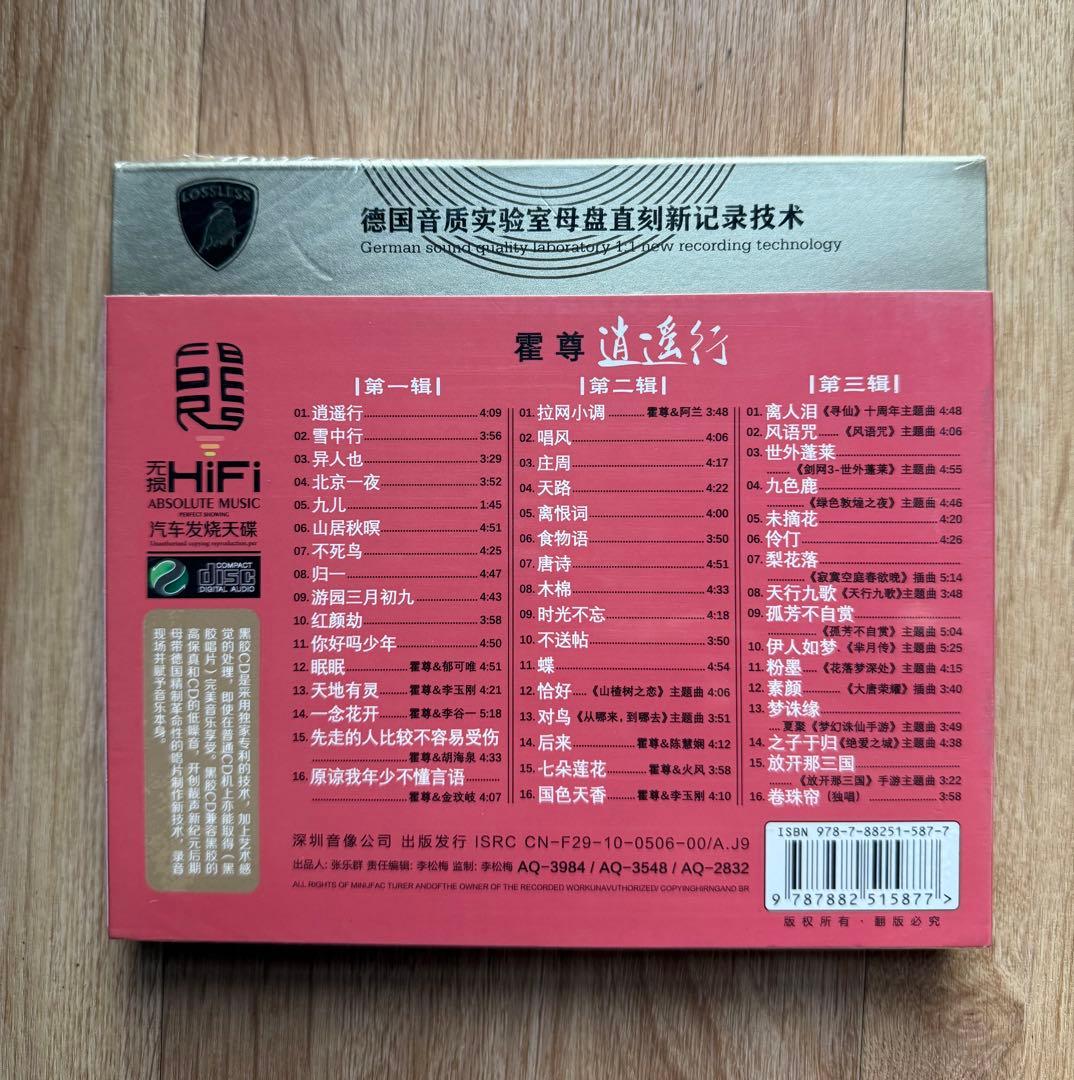 LOSSLESS
德国音质实验室母盘直刻新记录技术
German sound quality laboratory 1:1 new recording technology
霍尊 逍遥行
第一辑
01. 逍遥行 4:09
02. 雪中行 3:56
03. 异人也 3:29
04. 北京一夜 3:52
05. 九儿 1:45
06. 山居秋暝 4:51
07. 不死鸟 4:25
08. 归一 4:47
09. 游园三月初九 4:43
10. 红颜劫 3:58
11. 你好吗少年 4:50
12. 眠眠 霍尊&郁可唯 4:51
13. 天地有灵 霍尊&李玉刚 4:21
14. 一念花开 霍尊&李谷一 5:18
15. 先走的人比较不容易受伤
霍尊&胡海泉 4:33
16. 原谅我年少不懂言语
霍尊&金玟岐 4:07
第二辑
01. 拉网小调 霍尊&阿兰 3:48
02. 唱风 4:06
03. 庄周 4:17
04. 天路 4:22
05. 离恨词 4:00
06. 食物语 3:50
07. 唐诗 4:51
08. 木棉 4:33
09. 时光不忘 4:18
10. 不送帖 3:50
11. 蝶 4:54
12. 恰好 《山楂树之恋》主题曲 4:06
13. 对鸟 《从哪来，到哪去》主题曲 3:51
14. 后来 霍尊&陈慧娴 4:12
15. 七朵莲花 霍尊&火风 3:58
16. 国色天香 霍尊&李玉刚 4:10
第三辑
01. 离人泪《寻仙》十周年主题曲 4:48
02. 风语咒 《风语咒》主题曲 4:06
03. 世外蓬莱
《剑网3-世外蓬莱》主题曲 4:55
04. 九色鹿
《绿色敦煌之夜》主题曲 4:46
05. 未摘花 4:20
06. 伶仃 4:26
07. 梨花落
《寂寞空庭春欲晚》插曲 5:14
08. 天行九歌《天行九歌》主题曲 3:48
09. 孤芳不自赏
《孤芳不自赏》主题曲 5:04
10. 伊人如梦 《芈月传》主题曲 5:25
11. 粉墨 《花落梦深处》主题曲 4:15
12. 素颜 《大唐荣耀》插曲 3:40
13. 梦诛缘
夏聚《梦幻诛仙手游》主题曲 3:49
14. 之子于归《绝爱之城》主题曲 4:38
15. 放开那三国
《放开那三国》手游主题曲 3:22
16. 卷珠帘（独唱） 3:58
无损 HiFi
ABSOLUTE MUSIC
PERFECT SHOWING
汽车发烧天碟
Unauthorized copying reproduction.per
COMPACT
disc
DIGITAL AUDIO
黑胶CD是采用独家专利的技术，加上艺术感
觉的处理，即使在普通CD机上亦能取得（黑
胶唱片）完美音乐享受。黑胶CD兼容黑胶的
高保真和CD的低噪音，开创靓声新纪元后期
母带德国精制革命性的唱片制作新技术，录音
现场并赋予音乐本身。
深圳音像公司 出版发行 ISRC CN-F29-10-0506-00/A.J9
出品人: 张乐群 责任编辑: 李松梅 监制: 李松梅 AQ-3984 / AQ-3548 / AQ-2832
ALL RIGHTS OF MINIJFAC TJRER ANDOFTHE OWNER OF THE RECORDED WORKUNAVUTHORIZED/ COPYINGHIRNGAND BR
ISBN 978-7-88251-587-7
9 787882 515877 >
版权所有·翻版必究